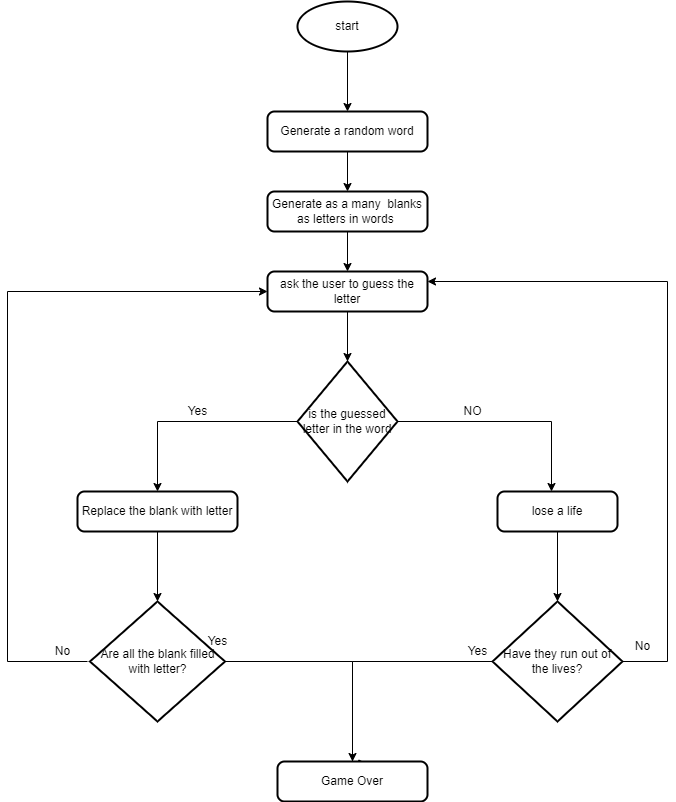 start
Generate a random word
Generate as a many blanks
as letters in words
ask the user to guess the
letter
Yes
is the guessed
letter in the word
NO
Replace the blank with letter
lose a life
No
Are all the blank filled
with letter?
Yes
Yes
Have they run out of
the lives?
No
Game Over